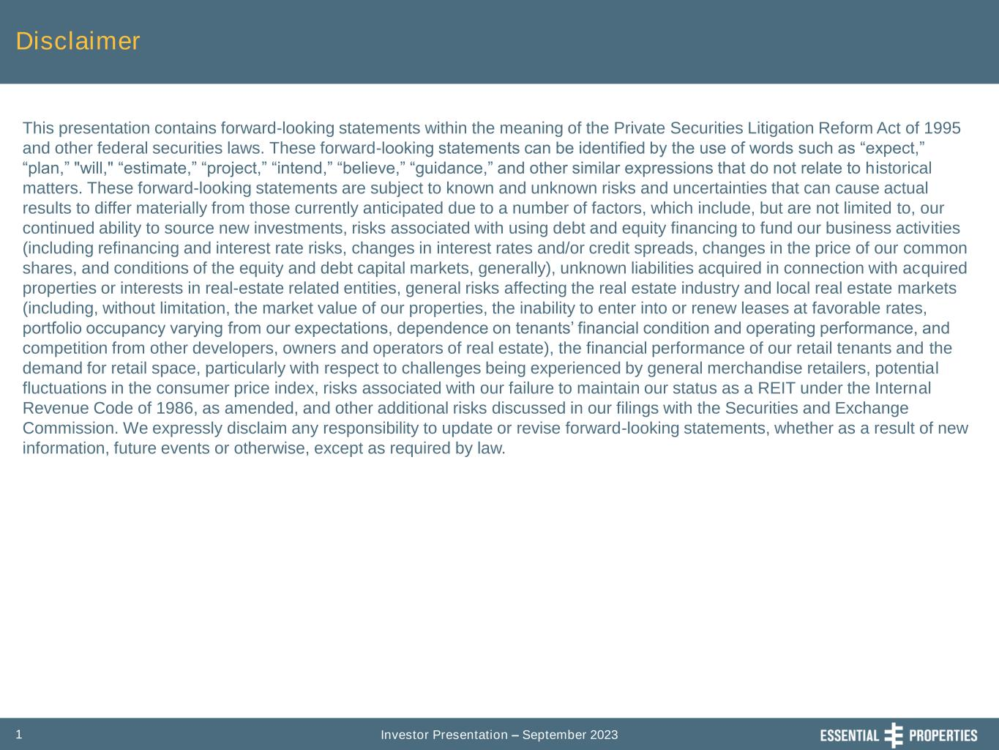 Disclaimer
This presentation contains forward-looking statements within the meaning of the Private Securities Litigation Reform Act of 1995
and other federal securities laws. These forward-looking statements can be identified by the use of words such as “expect,”
“plan,” "will," “estimate,” “project,” “intend,” “believe,” “guidance,” and other similar expressions that do not relate to historical
matters. These forward-looking statements are subject to known and unknown risks and uncertainties that can cause actual
results to differ materially from those currently anticipated due to a number of factors, which include, but are not limited to, our
continued ability to source new investments, risks associated with using debt and equity financing to fund our business activities
(including refinancing and interest rate risks, changes in interest rates and/or credit spreads, changes in the price of our common
shares, and conditions of the equity and debt capital markets, generally), unknown liabilities acquired in connection with acquired
properties or interests in real-estate related entities, general risks affecting the real estate industry and local real estate markets
(including, without limitation, the market value of our properties, the inability to enter into or renew leases at favorable rates,
portfolio occupancy varying from our expectations, dependence on tenants’ financial condition and operating performance, and
competition from other developers, owners and operators of real estate), the financial performance of our retail tenants and the
demand for retail space, particularly with respect to challenges being experienced by general merchandise retailers, potential
fluctuations in the consumer price index, risks associated with our failure to maintain our status as a REIT under the Internal
Revenue Code of 1986, as amended, and other additional risks discussed in our filings with the Securities and Exchange
Commission. We expressly disclaim any responsibility to update or revise forward-looking statements, whether as a result of new
information, future events or otherwise, except as required by law.
1
Investor Presentation – September 2023
ESSENTIAL PROPERTIES